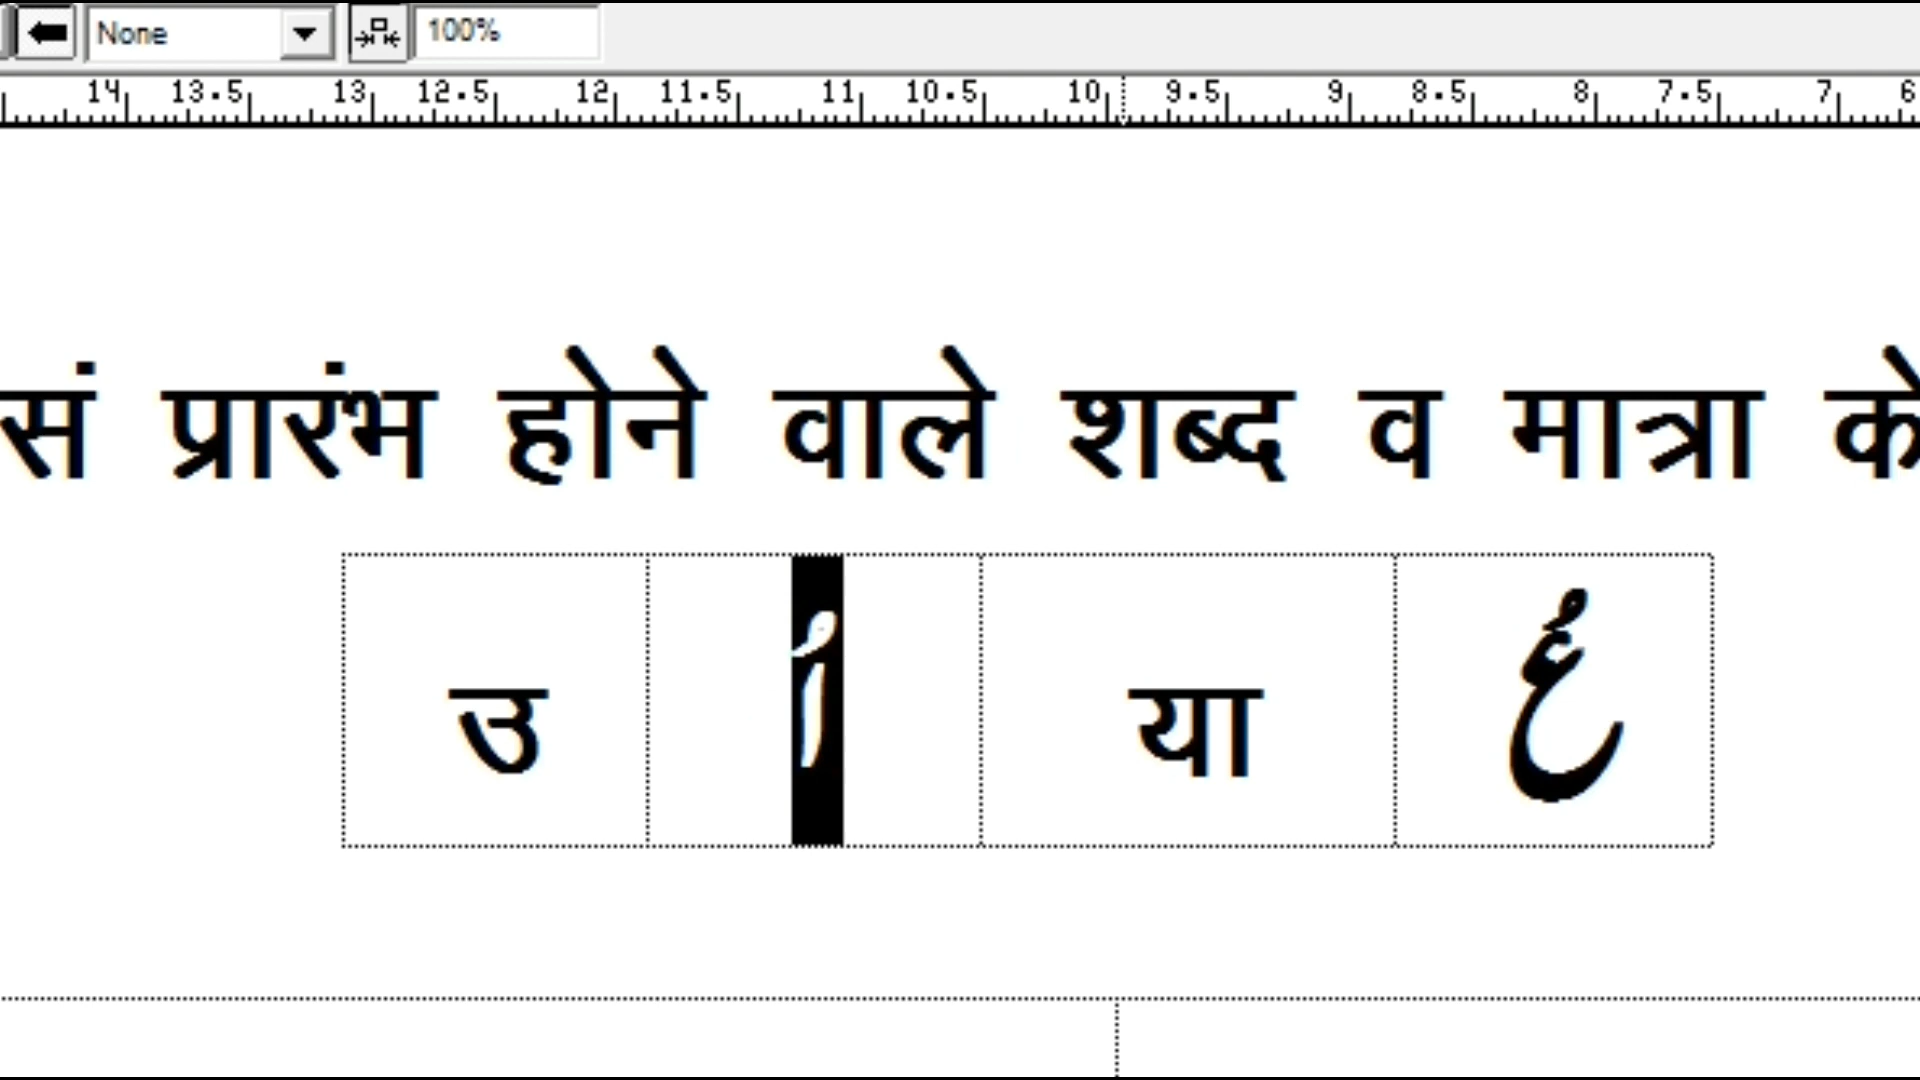 None 100%
14 13.5 13 12.5 12 11.5 11 10.5 10 9.5 9 8.5 8 7.5 7 6
सं प्रारंभ होने वाले शब्द व मात्रा के
उ اُ या عُ